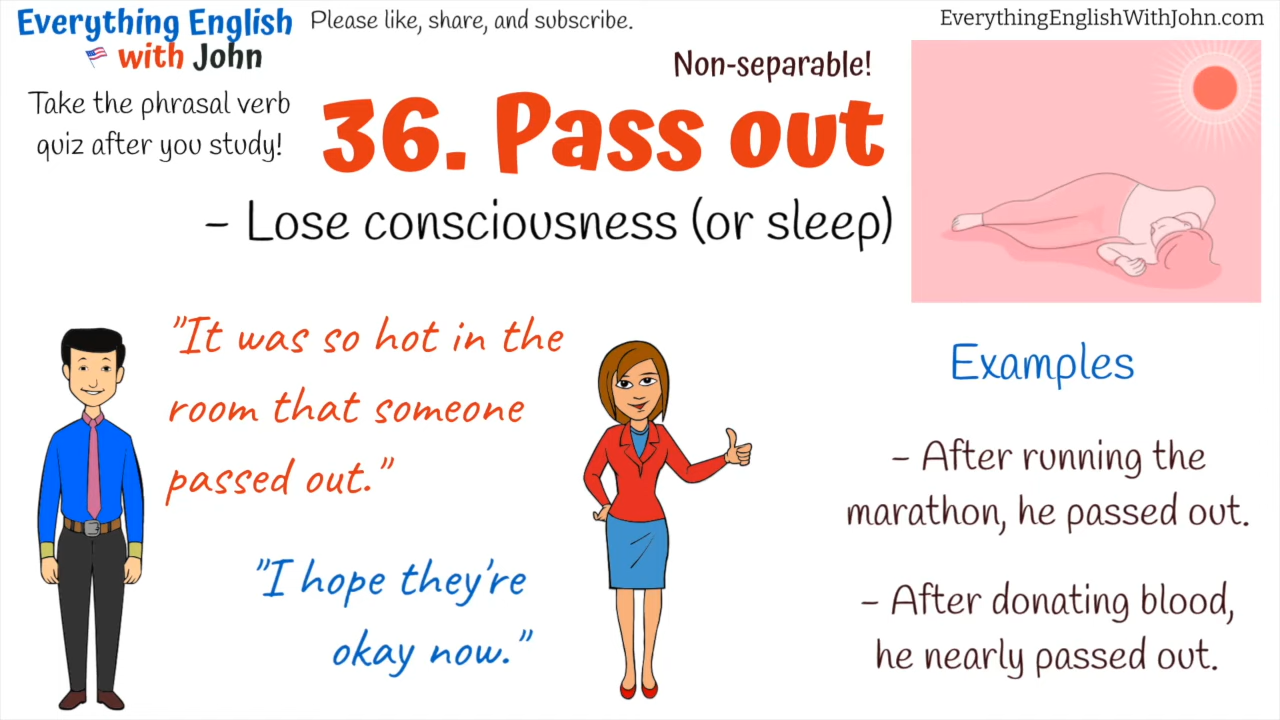 Everything English
with John
Please like, share, and subscribe.
EverythingEnglishWithJohn.com
Take the phrasal verb
quiz after you study!
Non-separable!
36. Pass out
- Lose consciousness (or sleep)
"It was so hot in the
room that someone
passed out."
"I hope they're
okay now."
Examples
- After running the
marathon, he passed out.
- After donating blood,
he nearly passed out.